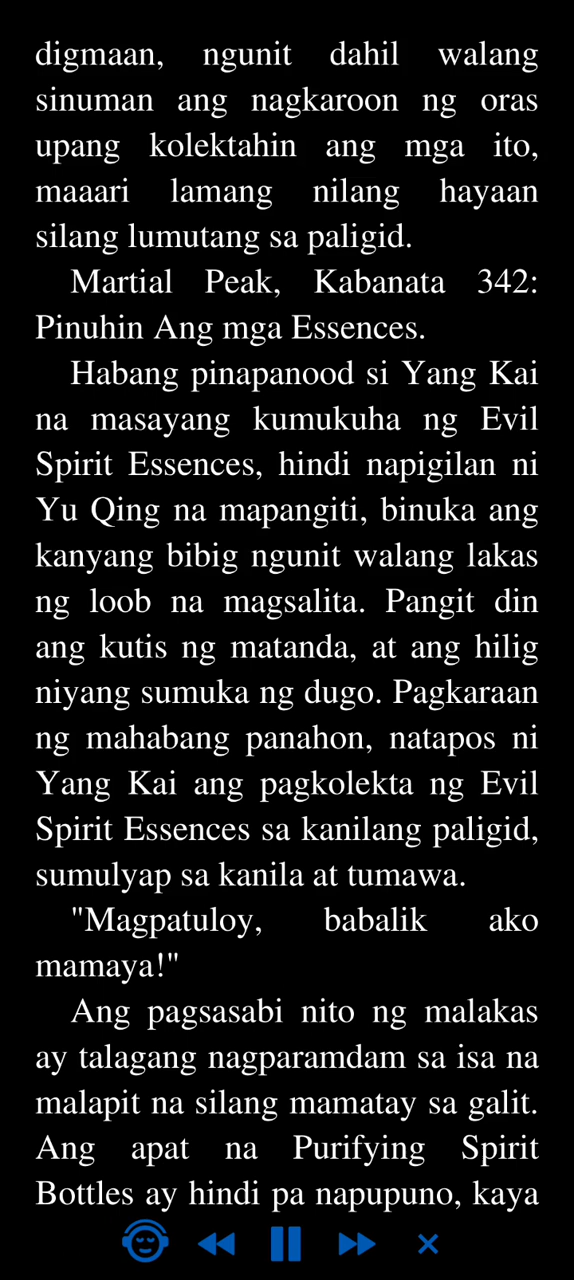 digmaan, ngunit dahil walang
sinuman ang nagkaroon ng oras
upang kolektahin ang mga ito,
maaari lamang nilang hayaan
silang lumutang sa paligid.
Martial Peak, Kabanata 342:
Pinuhin Ang mga Essences.
Habang pinapanood si Yang Kai
na masayang kumukuha ng Evil
Spirit Essences, hindi napigilan ni
Yu Qing na mapangiti, binuka ang
kanyang bibig ngunit walang lakas
ng loob na magsalita. Pangit din
ang kutis ng matanda, at ang hilig
niyang sumuka ng dugo. Pagkaraan
ng mahabang panahon, natapos ni
Yang Kai ang pagkolekta ng Evil
Spirit Essences sa kanilang paligid,
sumulyap sa kanila at tumawa.
"Magpatuloy, babalik ako
mamaya!"
Ang pagsasabi nito ng malakas
ay talagang nagparamdam sa isa na
malapit na silang mamatay sa galit.
Ang apat na Purifying Spirit
Bottles ay hindi pa napupuno, kaya